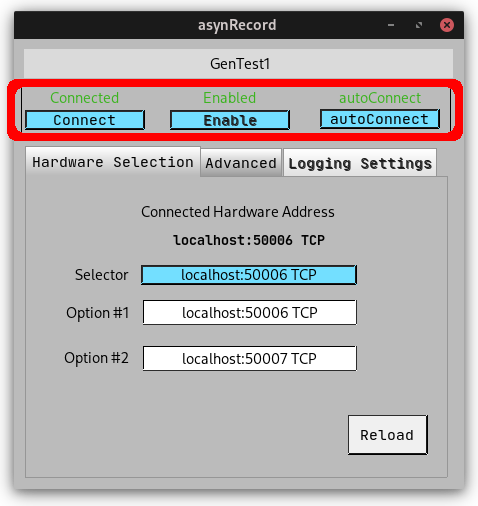 asynRecord
GenTest1
Connected Enabled autoConnect
Connect Enable autoConnect
Hardware Selection Advanced Logging Settings
Connected Hardware Address
localhost:50006 TCP
Selector localhost:50006 TCP
Option #1 localhost:50006 TCP
Option #2 localhost:50007 TCP
Reload